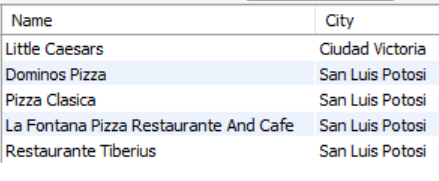 Name City
Little Caesars Ciudad Victoria
Dominos Pizza San Luis Potosi
Pizza Clasica San Luis Potosi
La Fontana Pizza Restaurante And Cafe San Luis Potosi
Restaurante Tiberius San Luis Potosi